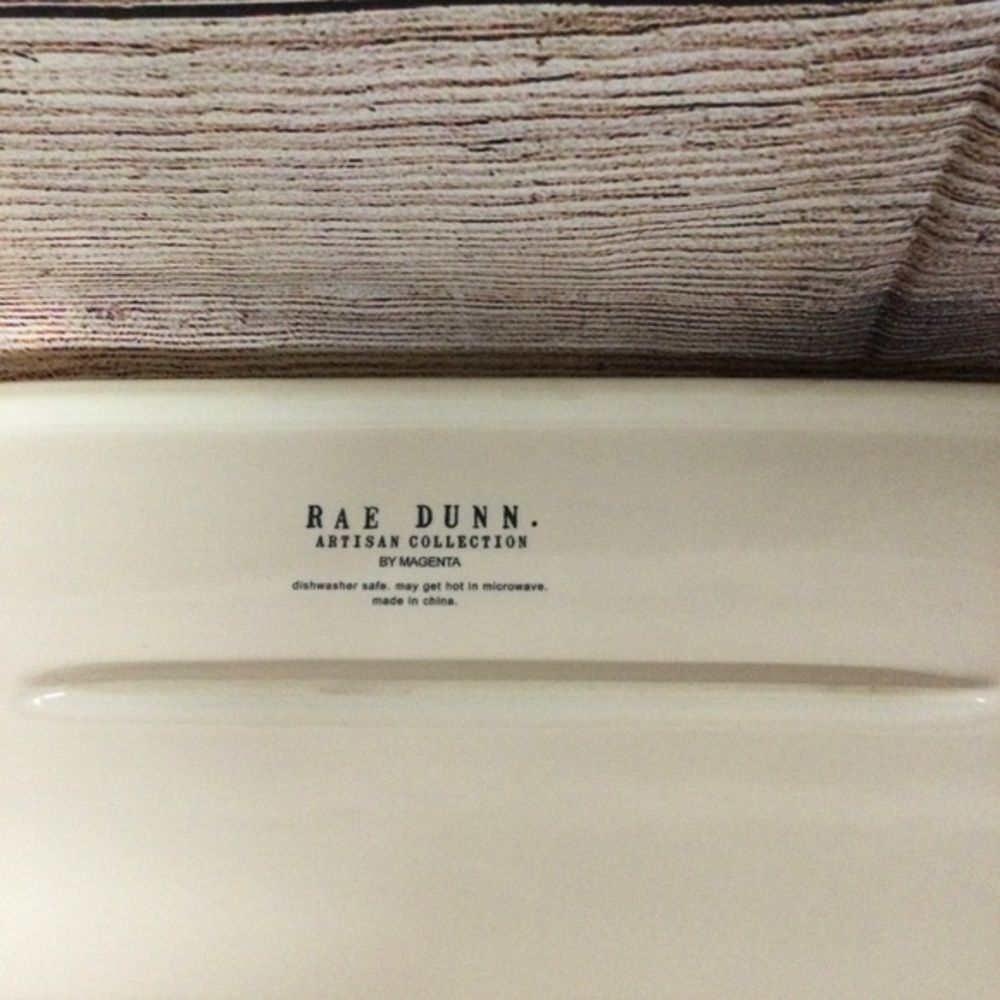 RAE DUNN.
ARTISAN COLLECTION
BY MAGENTA
dishwasher safe. may get hot in microwave.
made in china.